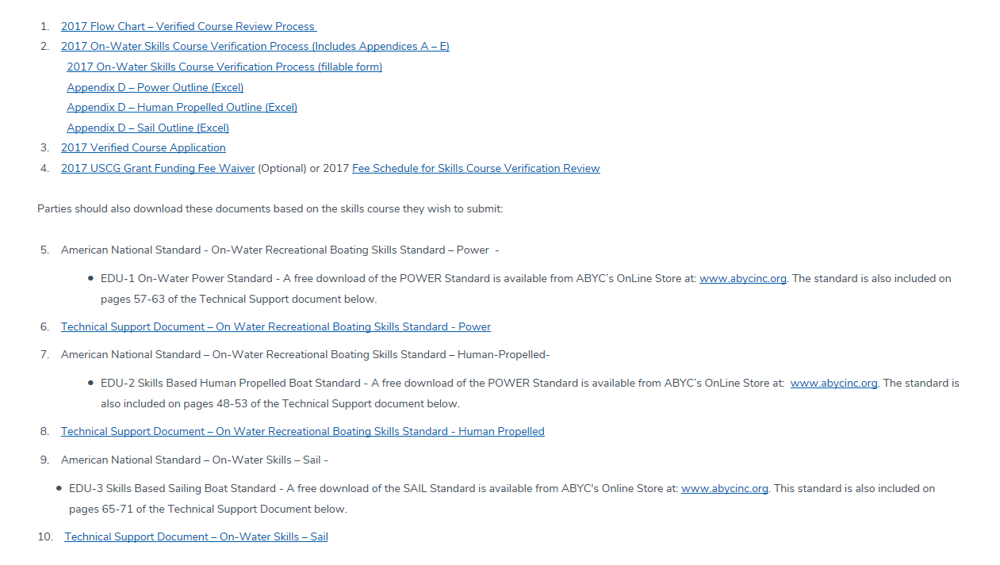 1. 2017 Flow Chart – Verified Course Review Process
2. 2017 On-Water Skills Course Verification Process (Includes Appendices A – E)
2017 On-Water Skills Course Verification Process (fillable form)
Appendix D – Power Outline (Excel)
Appendix D – Human Propelled Outline (Excel)
Appendix D – Sail Outline (Excel)
3. 2017 Verified Course Application
4. 2017 USCG Grant Funding Fee Waiver (Optional) or 2017 Fee Schedule for Skills Course Verification Review
Parties should also download these documents based on the skills course they wish to submit:
5. American National Standard - On-Water Recreational Boating Skills Standard – Power -
• EDU-1 On-Water Power Standard - A free download of the POWER Standard is available from ABYC’s OnLine Store at: www.abycinc.org. The standard is also included on
pages 57-63 of the Technical Support document below.
6. Technical Support Document – On Water Recreational Boating Skills Standard - Power
7. American National Standard – On-Water Recreational Boating Skills Standard – Human-Propelled-
• EDU-2 Skills Based Human Propelled Boat Standard - A free download of the POWER Standard is available from ABYC’s OnLine Store at: www.abycinc.org. The standard is
also included on pages 48-53 of the Technical Support document below.
8. Technical Support Document – On Water Recreational Boating Skills Standard - Human Propelled
9. American National Standard – On-Water Skills – Sail -
• EDU-3 Skills Based Sailing Boat Standard - A free download of the SAIL Standard is available from ABYC's Online Store at: www.abycinc.org. This standard is also included on
pages 65-71 of the Technical Support Document below.
10. Technical Support Document – On-Water Skills – Sail